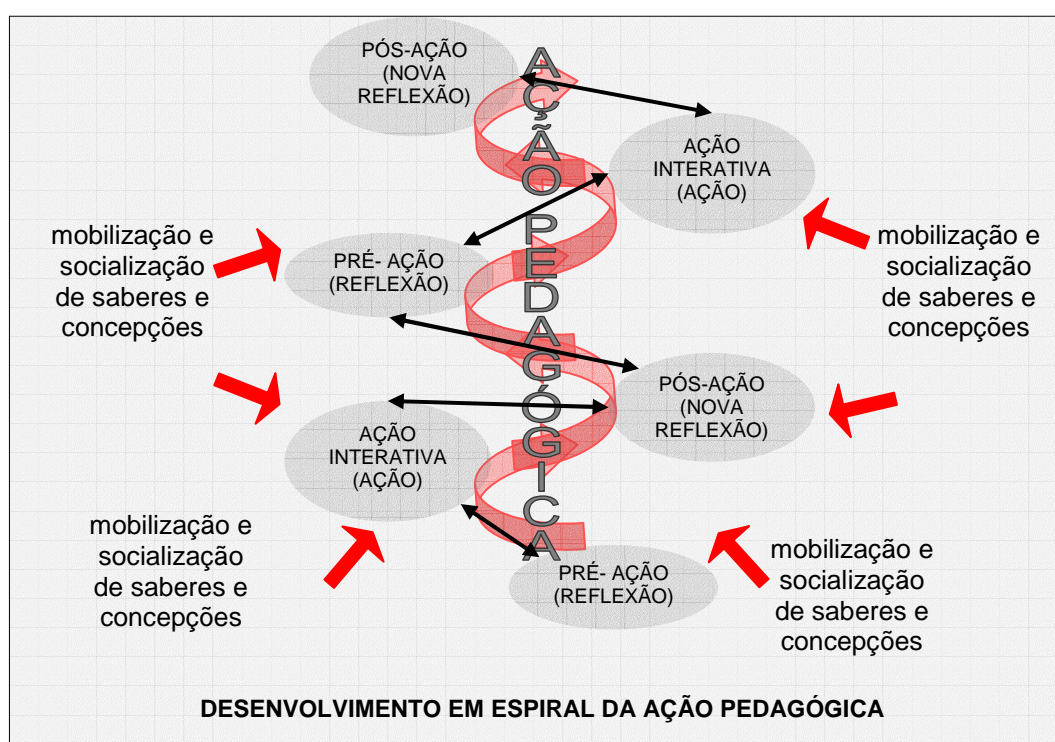 PÓS-AÇÃO
(NOVA
REFLEXÃO)
AÇÃO
INTERATIVA
(AÇÃO)
mobilização e
socialização
de saberes e
concepções
PRÉ- AÇÃO
(REFLEXÃO)
mobilização e
socialização
de saberes e
concepções
AÇÃO PEDAGÓGICA
PÓS-AÇÃO
(NOVA
REFLEXÃO)
AÇÃO
INTERATIVA
(AÇÃO)
mobilização e
socialização
de saberes e
concepções
PRÉ- AÇÃO
(REFLEXÃO)
mobilização e
socialização
de saberes e
concepções
DESENVOLVIMENTO EM ESPIRAL DA AÇÃO PEDAGÓGICA